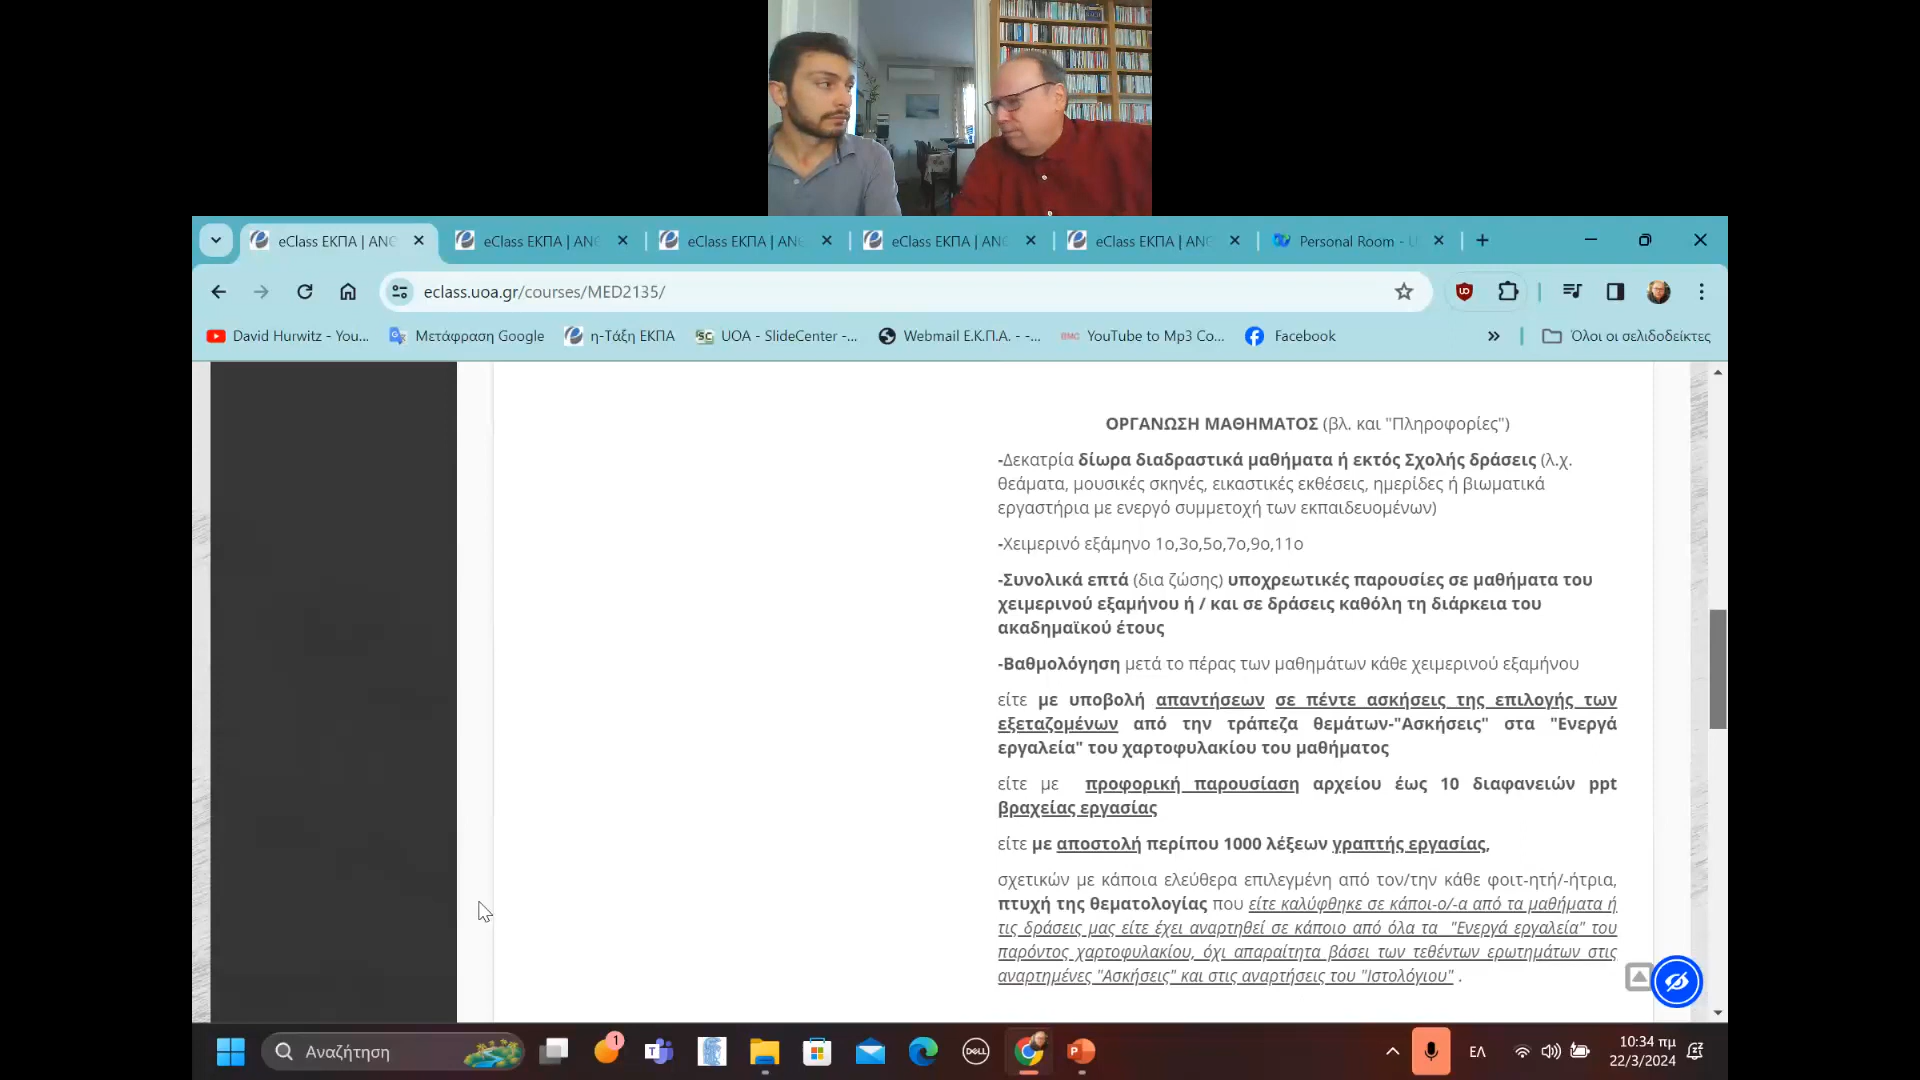 eClass ΕΚΠΑ | ΑΝΘ
eClass ΕΚΠΑ | ΑΝΘ
eClass ΕΚΠΑ | ΑΝΘ
eClass ΕΚΠΑ | ΑΝΘ
eClass ΕΚΠΑ | ΑΝΘ
Personal Room -
eclass.uoa.gr/courses/MED2135/
David Hurwitz - You...
Μετάφραση Google
η-Τάξη ΕΚΠΑ
UOA - SlideCenter -...
Webmail Ε.Κ.Π.Α. - -...
YouTube to Mp3 Co...
Facebook
Όλοι οι σελιδοδείκτες
ΟΡΓΑΝΩΣΗ ΜΑΘΗΜΑΤΟΣ (βλ. και "Πληροφορίες")
-Δεκατρία δίωρα διαδραστικά μαθήματα ή εκτός Σχολής δράσεις (λ.χ.
θεάματα, μουσικές σκηνές, εικαστικές εκθέσεις, ημερίδες ή βιωματικά
εργαστήρια με ενεργό συμμετοχή των εκπαιδευομένων)
-Χειμερινό εξάμηνο 1ο,3ο,5ο,7ο,9ο,11ο
-Συνολικά επτά (δια ζώσης) υποχρεωτικές παρουσίες σε μαθήματα του
χειμερινού εξαμήνου ή / και σε δράσεις καθόλη τη διάρκεια του
ακαδημαϊκού έτους
-Βαθμολόγηση μετά το πέρας των μαθημάτων κάθε χειμερινού εξαμήνου
είτε με υποβολή απαντήσεων σε πέντε ασκήσεις της επιλογής των
εξεταζομένων από την τράπεζα θεμάτων-"Ασκήσεις" στα "Ενεργά
εργαλεία" του χαρτοφυλακίου του μαθήματος
είτε με προφορική παρουσίαση αρχείου έως 10 διαφανειών ppt
βραχείας εργασίας
είτε με αποστολή περίπου 1000 λέξεων γραπτής εργασίας,
σχετικών με κάποια ελεύθερα επιλεγμένη από τον/την κάθε φοιτ-ητή/-ήτρια,
πτυχή της θεματολογίας που είτε καλύφθηκε σε κάποι-ο/-α από τα μαθήματα ή
τις δράσεις μας είτε έχει αναρτηθεί σε κάποιο από όλα τα "Ενεργά εργαλεία" του
παρόντος χαρτοφυλακίου, όχι απαραίτητα βάσει των τεθέντων ερωτημάτων στις
αναρτημένες "Ασκήσεις" και στις αναρτήσεις του "Ιστολόγιου" .
Αναζήτηση
1
DELL
ΕΛ
10:34 πμ
22/3/2024